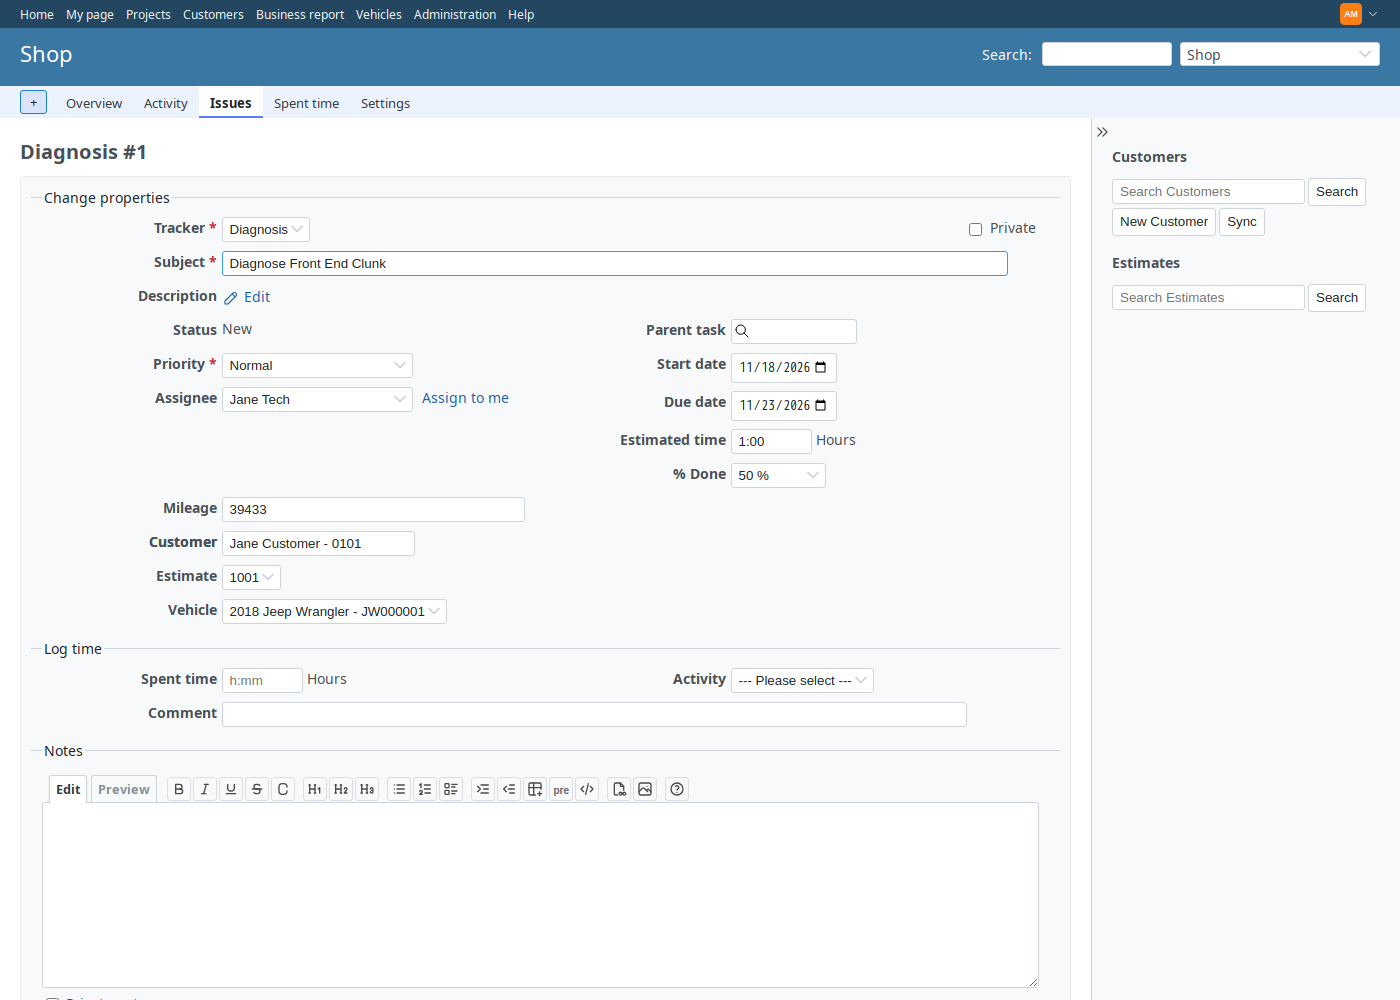 Home My page Projects Customers Business report Vehicles Administration Help AM
Shop Search: Shop
+ Overview Activity Issues Spent time Settings
Diagnosis #1
Change properties
Tracker * Diagnosis Private
Subject * Diagnose Front End Clunk
Description Edit
Status New Parent task
Priority * Normal Start date 11/18/2026
Assignee Jane Tech Assign to me Due date 11/23/2026
Estimated time 1:00 Hours
% Done 50 %
Mileage 39433
Customer Jane Customer - 0101
Estimate 1001
Vehicle 2018 Jeep Wrangler - JW000001
Log time
Spent time h:mm Hours Activity --- Please select ---
Comment
Notes
Edit Preview B I U S C H1 H2 H3 pre </> ?
Customers
Search Customers Search
New Customer Sync
Estimates
Search Estimates Search